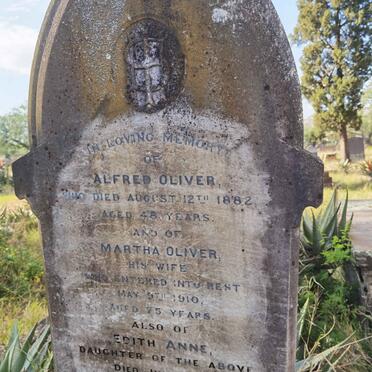 IN LOVING MEMORY
OF
ALFRED OLIVER,
WHO DIED AUGUST 12TH 1882
AGED 48 YEARS.
AND OF
MARTHA OLIVER,
HIS WIFE
WHO ENTERED INTO REST
MAY 9TH 1910,
AGED 75 YEARS.
ALSO OF
EDITH ANNE,
DAUGHTER OF THE ABOVE
DIED